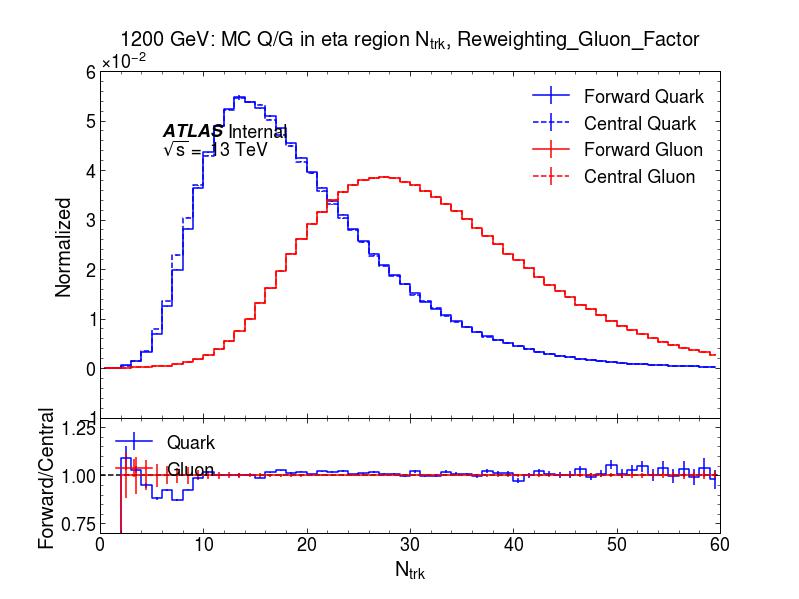 1200 GeV: MC Q/G in eta region N_trk, Reweighting_Gluon_Factor
×10⁻²
6
5
4
3
2
1
0
−1
Normalized
ATLAS Internal
√s = 13 TeV
Forward Quark
Central Quark
Forward Gluon
Central Gluon
1.25
1.00
0.75
Forward/Central
Quark
Gluon
0 10 20 30 40 50 60
N_trk